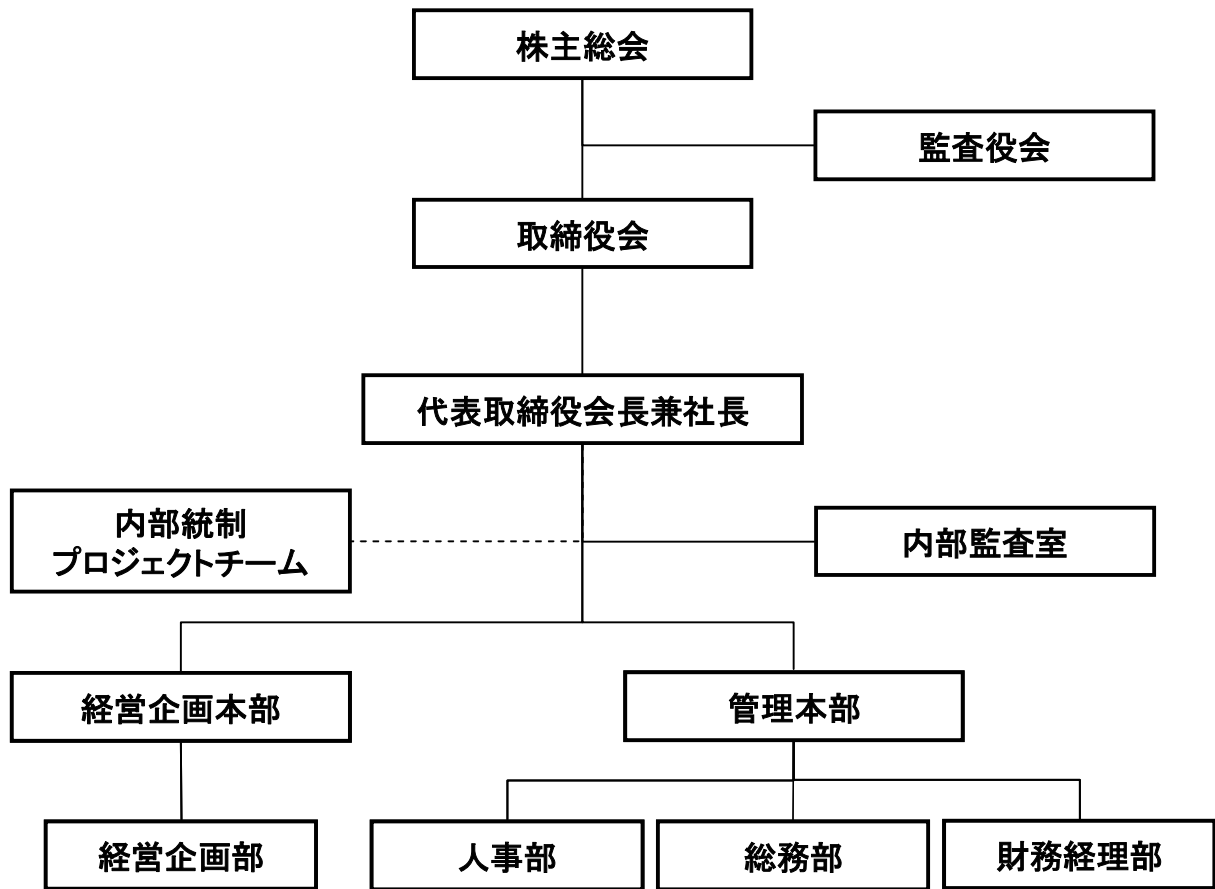 株主総会
監査役会
取締役会
代表取締役会長兼社長
内部統制
プロジェクトチーム
内部監査室
経営企画本部
管理本部
経営企画部
人事部
総務部
財務経理部